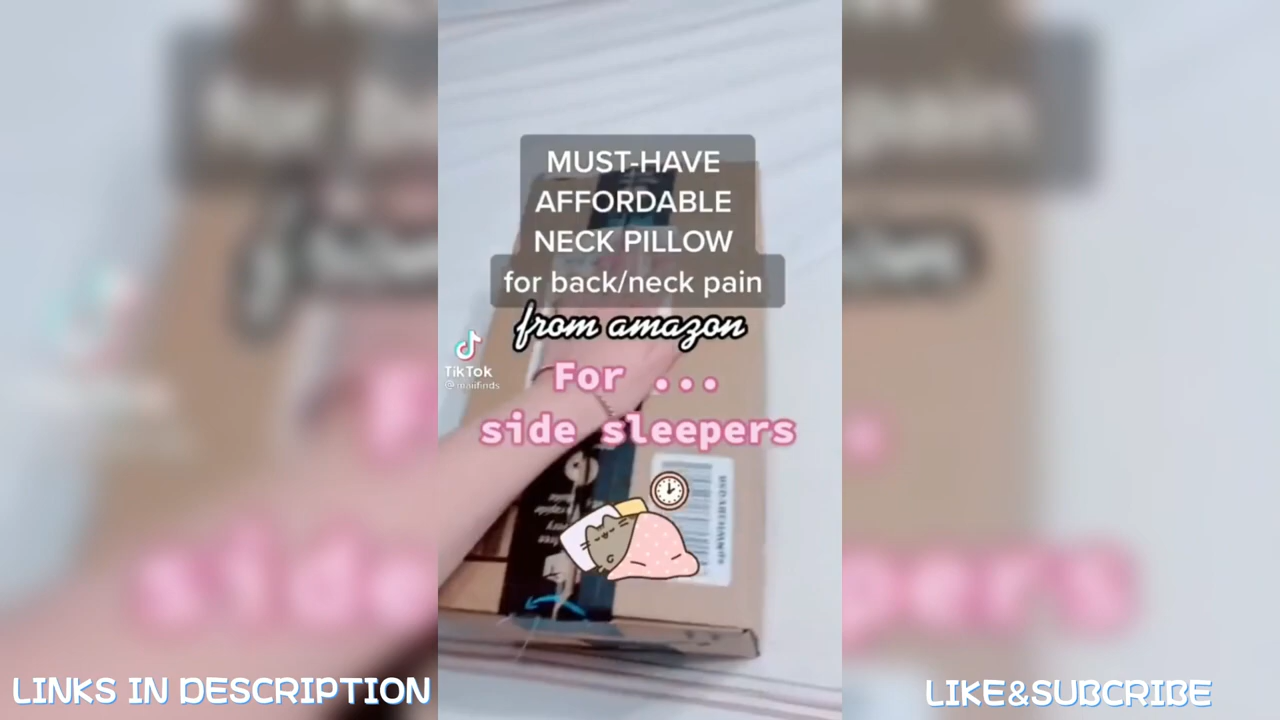 MUST-HAVE
AFFORDABLE
NECK PILLOW
for back/neck pain
from amazon
For ...
side sleepers
TikTok
@maiifinds
LINKS IN DESCRIPTION
LIKE&SUBCRIBE